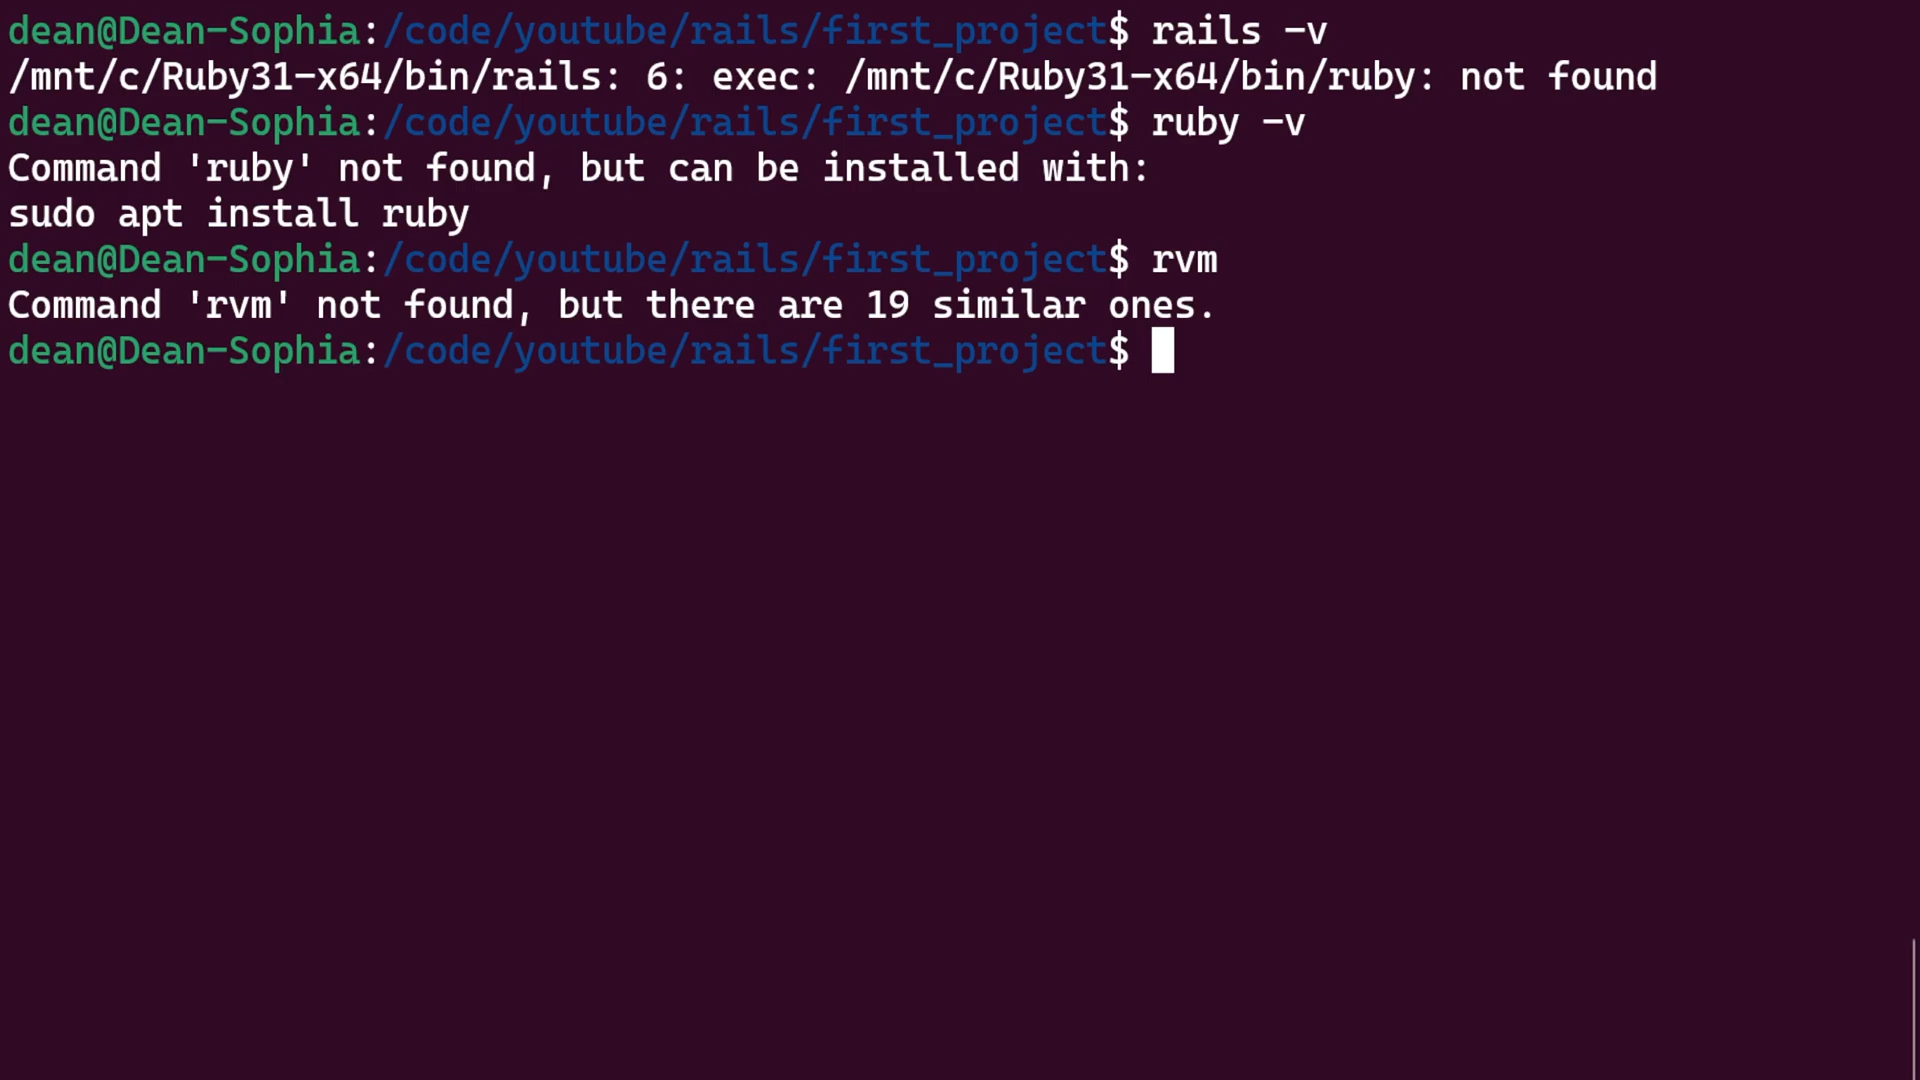 dean@Dean-Sophia:/code/youtube/rails/first_project$ rails -v
/mnt/c/Ruby31-x64/bin/rails: 6: exec: /mnt/c/Ruby31-x64/bin/ruby: not found
dean@Dean-Sophia:/code/youtube/rails/first_project$ ruby -v
Command 'ruby' not found, but can be installed with:
sudo apt install ruby
dean@Dean-Sophia:/code/youtube/rails/first_project$ rvm
Command 'rvm' not found, but there are 19 similar ones.
dean@Dean-Sophia:/code/youtube/rails/first_project$